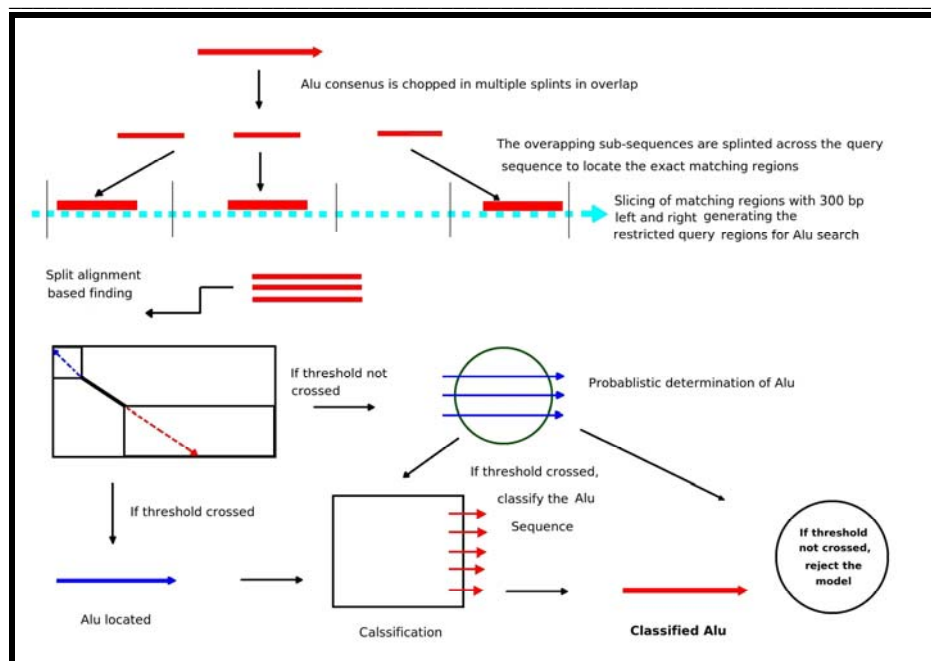 Alu consenus is chopped in multiple splints in overlap
The overapping sub-sequences are splinted across the query
sequence to locate the exact matching regions
Slicing of matching regions with 300 bp
left and right generating the
restricted query regions for Alu search
Split alignment
based finding
If threshold not
crossed
Probablistic determination of Alu
If threshold crossed,
classify the Alu
Sequence
If threshold crossed
If threshold
not crossed,
reject the
model
Alu located
Calssification
Classified Alu